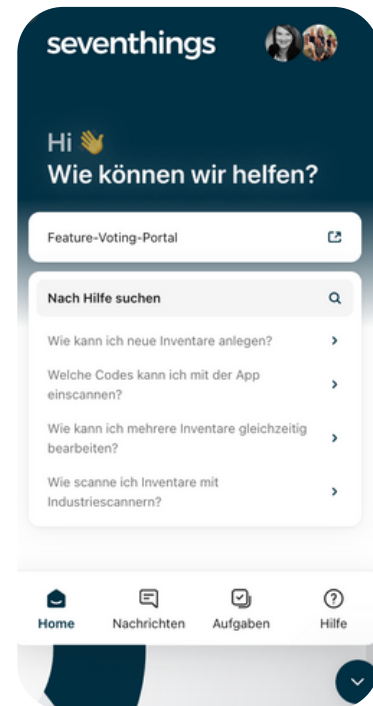 seventhings
Hi 👋
Wie können wir helfen?
Feature-Voting-Portal
Nach Hilfe suchen
Wie kann ich neue Inventare anlegen?
Welche Codes kann ich mit der App
einscannen?
Wie kann ich mehrere Inventare gleichzeitig
bearbeiten?
Wie scanne ich Inventare mit
Industriescannern?
Home
Nachrichten
Aufgaben
Hilfe